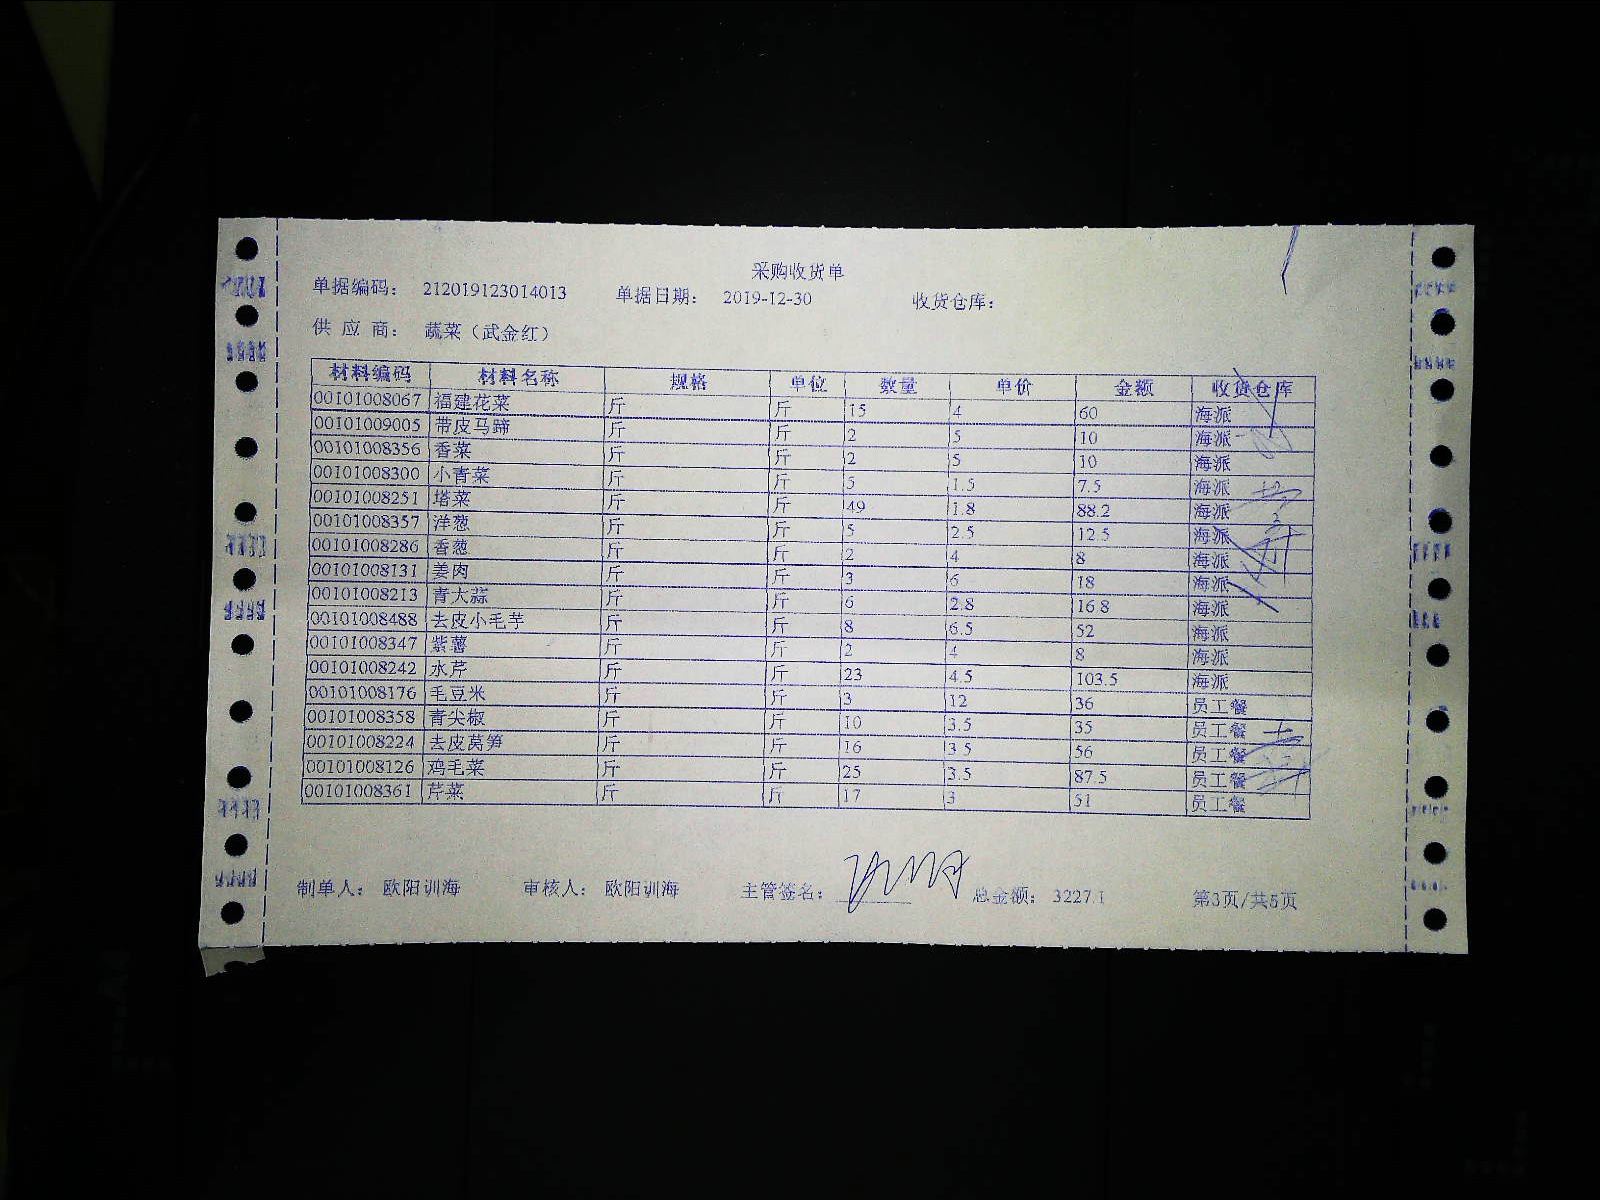 采购收货单
单据编码： 212019123014013 单据日期： 2019-12-30 收货仓库：
供 应 商： 蔬菜（武金红）
材料编码 材料名称 规格 单位 数量 单价 金额 收货仓库
00101008067 福建花菜 斤 斤 15 4 60 海派
00101009005 带皮马蹄 斤 斤 2 5 10 海派
00101008356 香菜 斤 斤 2 5 10 海派
00101008300 小青菜 斤 斤 5 1.5 7.5 海派
00101008251 塔菜 斤 斤 49 1.8 88.2 海派
00101008357 洋葱 斤 斤 5 2.5 12.5 海派
00101008286 香葱 斤 斤 2 4 8 海派
00101008131 姜肉 斤 斤 3 6 18 海派
00101008213 青大蒜 斤 斤 6 2.8 16.8 海派
00101008488 去皮小毛芋 斤 斤 8 6.5 52 海派
00101008347 紫薯 斤 斤 2 4 8 海派
00101008242 水芹 斤 斤 23 4.5 103.5 海派
00101008176 毛豆米 斤 斤 3 12 36 员工餐
00101008358 青尖椒 斤 斤 10 3.5 35 员工餐
00101008224 去皮莴笋 斤 斤 16 3.5 56 员工餐
00101008126 鸡毛菜 斤 斤 25 3.5 87.5 员工餐
00101008361 芹菜 斤 斤 17 3 51 员工餐
制单人： 欧阳训海 审核人： 欧阳训海 主管签名： 总金额： 3227.1 第3页/共5页